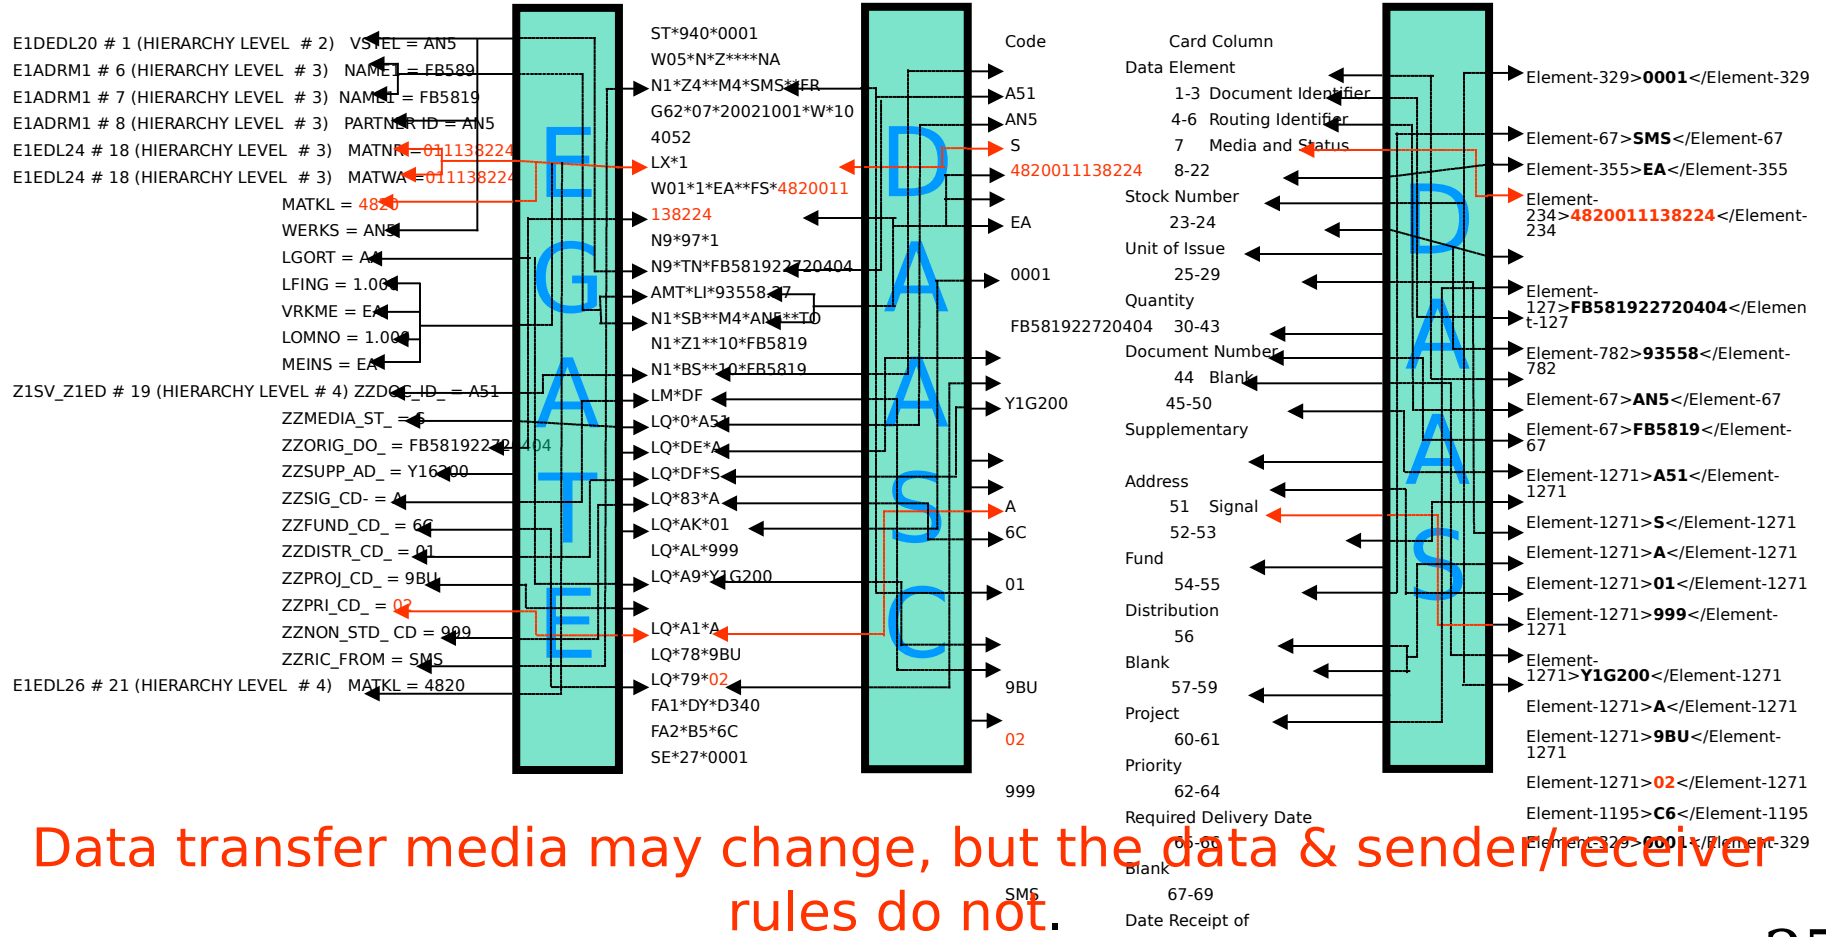 E1DEDL20 # 1 (HIERARCHY LEVEL # 2) VSTEL = AN5
E1ADRM1 # 6 (HIERARCHY LEVEL # 3) NAME1 = FB589
E1ADRM1 # 7 (HIERARCHY LEVEL # 3) NAME1 = FB5819
E1ADRM1 # 8 (HIERARCHY LEVEL # 3) PARTNER ID = AN5
E1EDL24 # 18 (HIERARCHY LEVEL # 3) MATNR =011138224
E1EDL24 # 18 (HIERARCHY LEVEL # 3) MATWA =011138224
MATKL = 4820
WERKS = AN5
LGORT = AA
LFING = 1.000
VRKME = EA
LOMNO = 1.000
MEINS = EA
Z1SV_Z1ED # 19 (HIERARCHY LEVEL # 4) ZZDOC_ID_ = A51
ZZMEDIA_ST_ = S
ZZORIG_DO_ = FB581922720404
ZZSUPP_AD_ = Y16200
ZZSIG_CD- = A
ZZFUND_CD_ = 6C
ZZDISTR_CD_ = 01
ZZPROJ_CD_ = 9BU
ZZPRI_CD_ = 02
ZZNON_STD_ CD = 999
ZZRIC_FROM = SMS
E1EDL26 # 21 (HIERARCHY LEVEL # 4) MATKL = 4820
E
G
A
T
E
ST*940*0001
W05*N*Z****NA
N1*Z4**M4*SMS**FR
G62*07*20021001*W*10
4052
LX*1
W01*1*EA**FS*4820011
138224
N9*97*1
N9*TN*FB581922720404
AMT*LI*93558.27
N1*SB**M4*AN5**TO
N1*Z1**10*FB5819
N1*BS**10*FB5819
LM*DF
LQ*0*A51
LQ*DE*A
LQ*DF*S
LQ*83*A
LQ*AK*01
LQ*AL*999
LQ*A9*Y1G200
LQ*A1*A
LQ*78*9BU
LQ*79*02
FA1*DY*D340
FA2*B5*6C
SE*27*0001
D
A
A
S
C
Code
A51
AN5
S
4820011138224
EA
0001
FB581922720404
Y1G200
A
6C
01
9BU
02
999
SMS
Card Column
Data Element
1-3 Document Identifier
4-6 Routing Identifier
7 Media and Status
8-22
Stock Number
23-24
Unit of Issue
25-29
Quantity
30-43
Document Number
44 Blank
45-50
Supplementary
Address
51 Signal
52-53
Fund
54-55
Distribution
56
Blank
57-59
Project
60-61
Priority
62-64
Required Delivery Date
65-66
Blank
67-69
Date Receipt of
D
A
A
S
Element-329>0001</Element-329
Element-67>SMS</Element-67
Element-355>EA</Element-355
Element-
234>4820011138224</Element-
234
Element-
127>FB581922720404</Elemen
t-127
Element-782>93558</Element-
782
Element-67>AN5</Element-67
Element-67>FB5819</Element-
67
Element-1271>A51</Element-
1271
Element-1271>S</Element-1271
Element-1271>A</Element-1271
Element-1271>01</Element-1271
Element-1271>999</Element-
1271
Element-
1271>Y1G200</Element-1271
Element-1271>A</Element-1271
Element-1271>9BU</Element-
1271
Element-1271>02</Element-1271
Element-1195>C6</Element-1195
Element-329>0001</Element-329
Data transfer media may change, but the data & sender/receiver
rules do not.